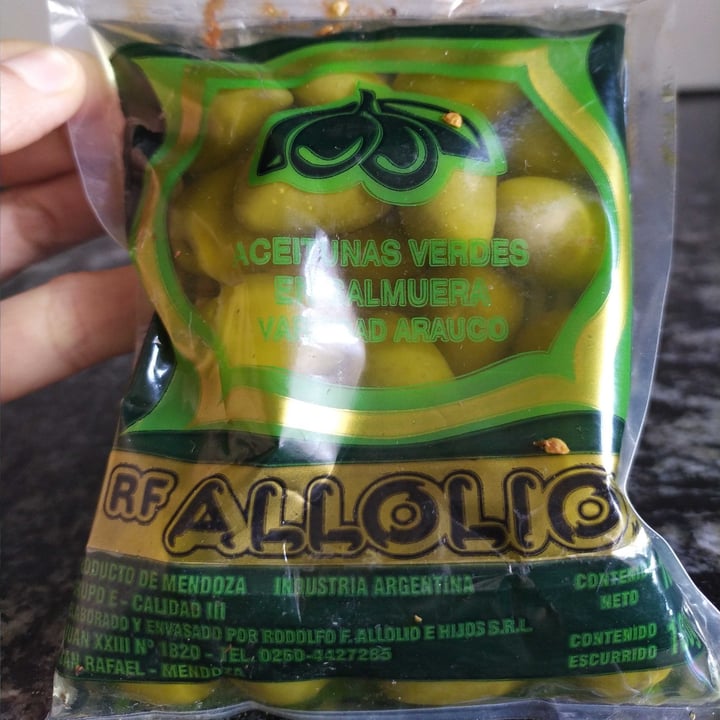 ACEITUNAS VERDES
EN SALMUERA
VARIEDAD ARAUCO
RF ALLOLIO
PRODUCTO DE MENDOZA INDUSTRIA ARGENTINA
GRUPO E - CALIDAD III
ELABORADO Y ENVASADO POR RODOLFO F. ALLOLIO E HIJOS S.R.L.
JUAN XXIII Nº 1820 - TEL. 0260-4427285
SAN RAFAEL - MENDOZA
CONTENIDO
NETO
CONTENIDO
ESCURRIDO